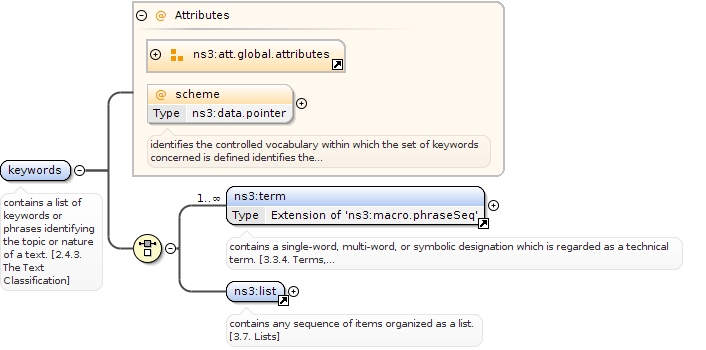 @ Attributes
ns3:att.global.attributes
@ scheme
Type ns3:data.pointer
identifies the controlled vocabulary within which the set of keywords
concerned is defined identifies the...
keywords
contains a list of
keywords or
phrases identifying
the topic or nature
of a text. [2.4.3.
The Text
Classification]
1..∞
ns3:term
Type Extension of 'ns3:macro.phraseSeq'
contains a single-word, multi-word, or symbolic designation which is regarded as a technical
term. [3.3.4. Terms,...
ns3:list
contains any sequence of items organized as a list.
[3.7. Lists]